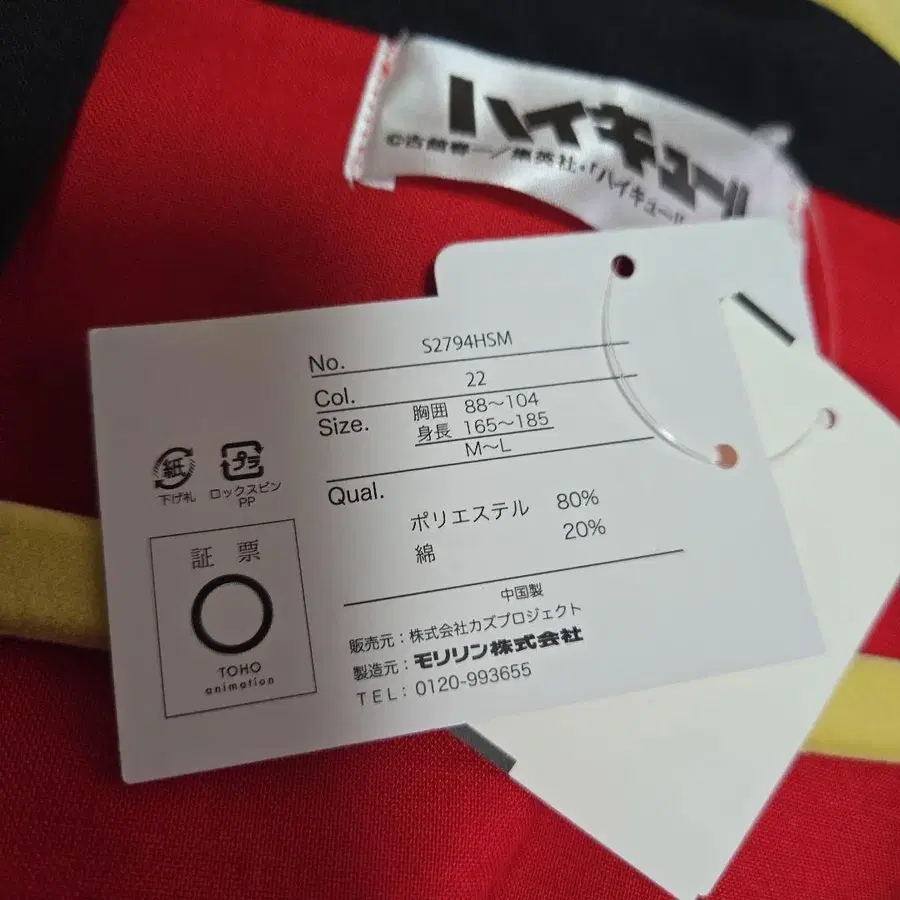 ハイキュー!!
©古舘春一／集英社・「ハイキュー!!
No. S2794HSM
Col. 22
Size. 胸囲 88〜104
身長 165〜185
M〜L
Qual.
ポリエステル 80%
綿 20%
中国製
販売元：株式会社カズプロジェクト
製造元：モリリン株式会社
TEL：0120-993655
紙
下げ札
プラ
ロックスピン
PP
証票
TOHO
animation